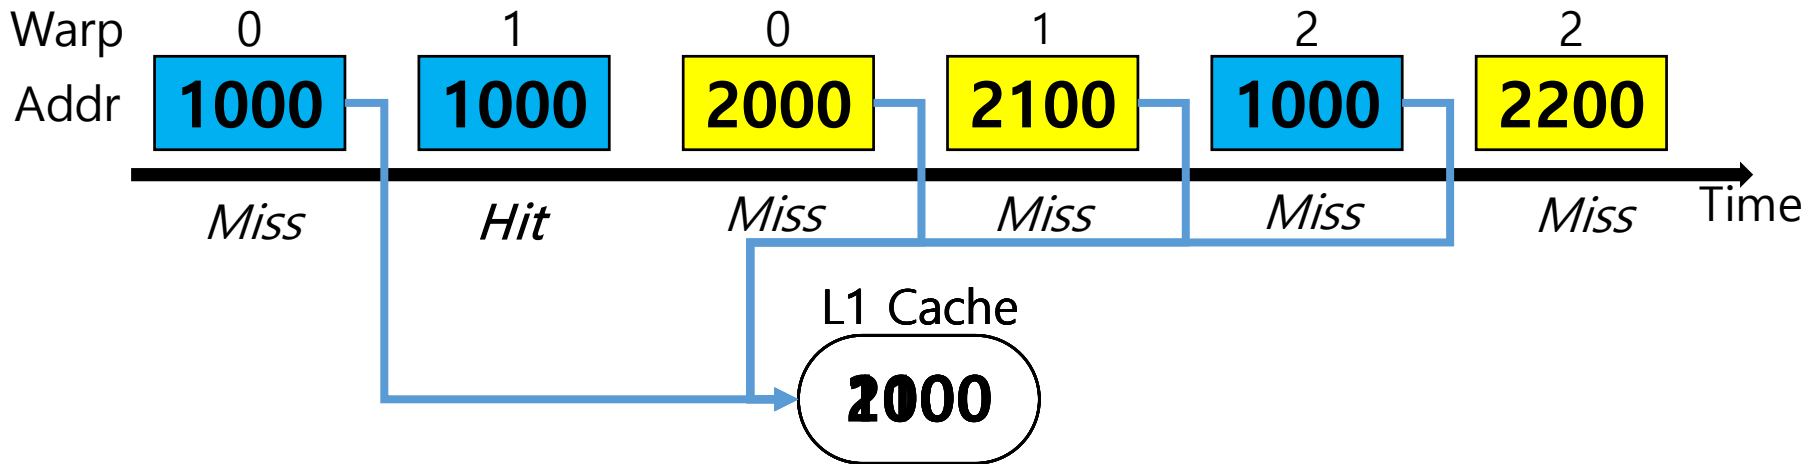 Warp 0 1 0 1 2 2
Addr 1000 1000 2000 2100 1000 2200
Miss Hit Miss Miss Miss Miss Time
L1 Cache